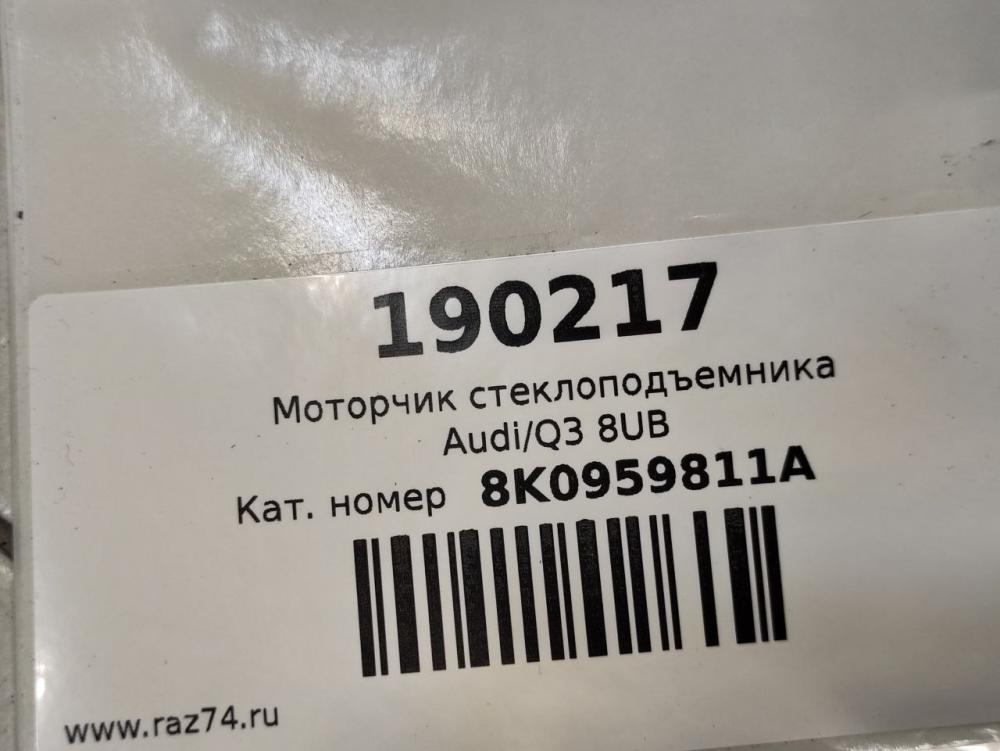 190217
Моторчик стеклоподъемника
Audi/Q3 8UB
Кат. номер 8K0959811A
www.raz74.ru